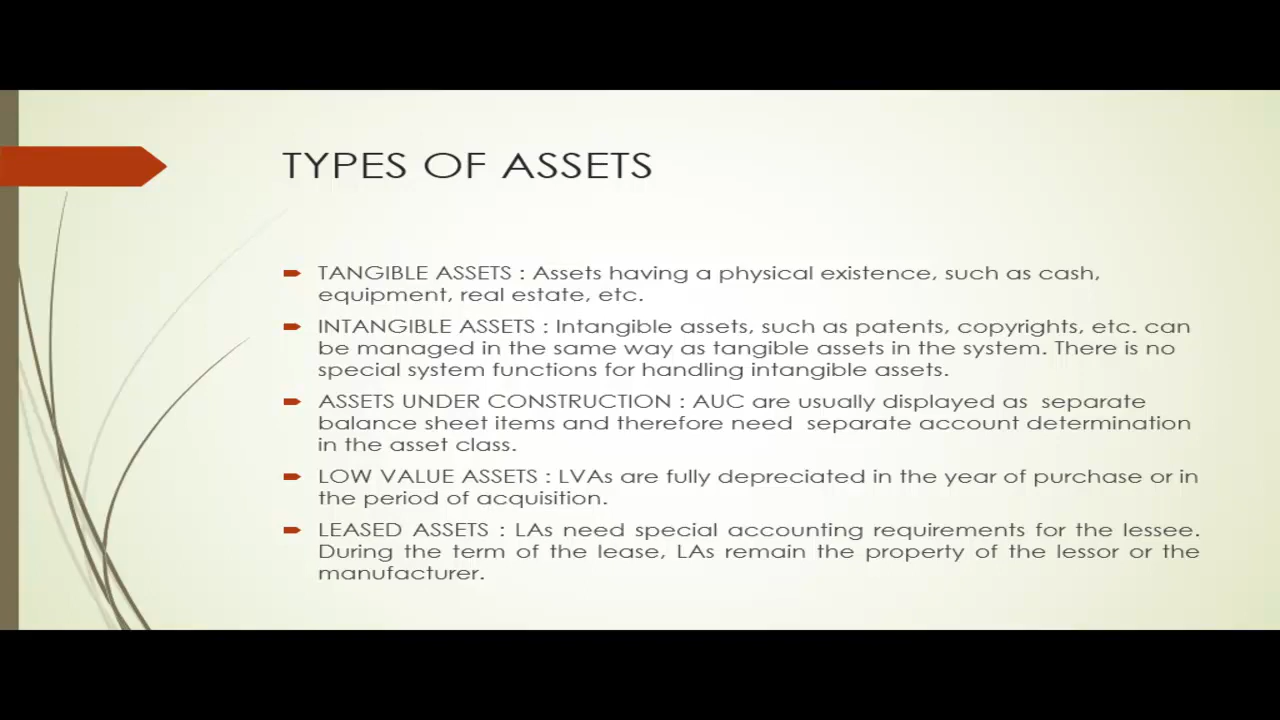 TYPES OF ASSETS
TANGIBLE ASSETS : Assets having a physical existence, such as cash,
equipment, real estate, etc.
INTANGIBLE ASSETS : Intangible assets, such as patents, copyrights, etc. can
be managed in the same way as tangible assets in the system. There is no
special system functions for handling intangible assets.
ASSETS UNDER CONSTRUCTION : AUC are usually displayed as separate
balance sheet items and therefore need separate account determination
in the asset class.
LOW VALUE ASSETS : LVAs are fully depreciated in the year of purchase or in
the period of acquisition.
LEASED ASSETS : LAs need special accounting requirements for the lessee.
During the term of the lease, LAs remain the property of the lessor or the
manufacturer.